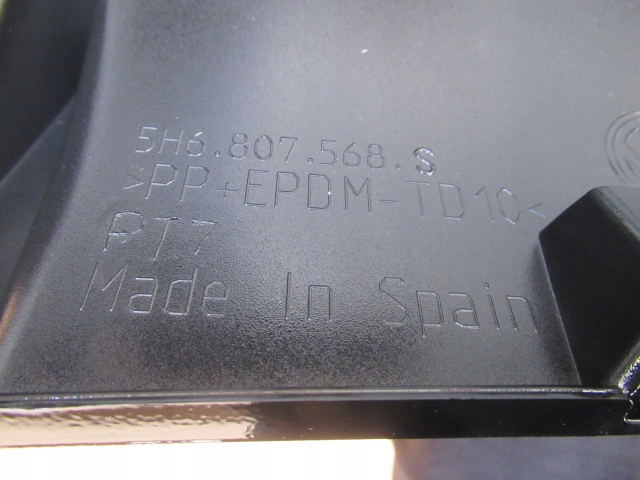 5H6.807.568.S
>PP+EPDM-TD10<
PT7
Made In Spain